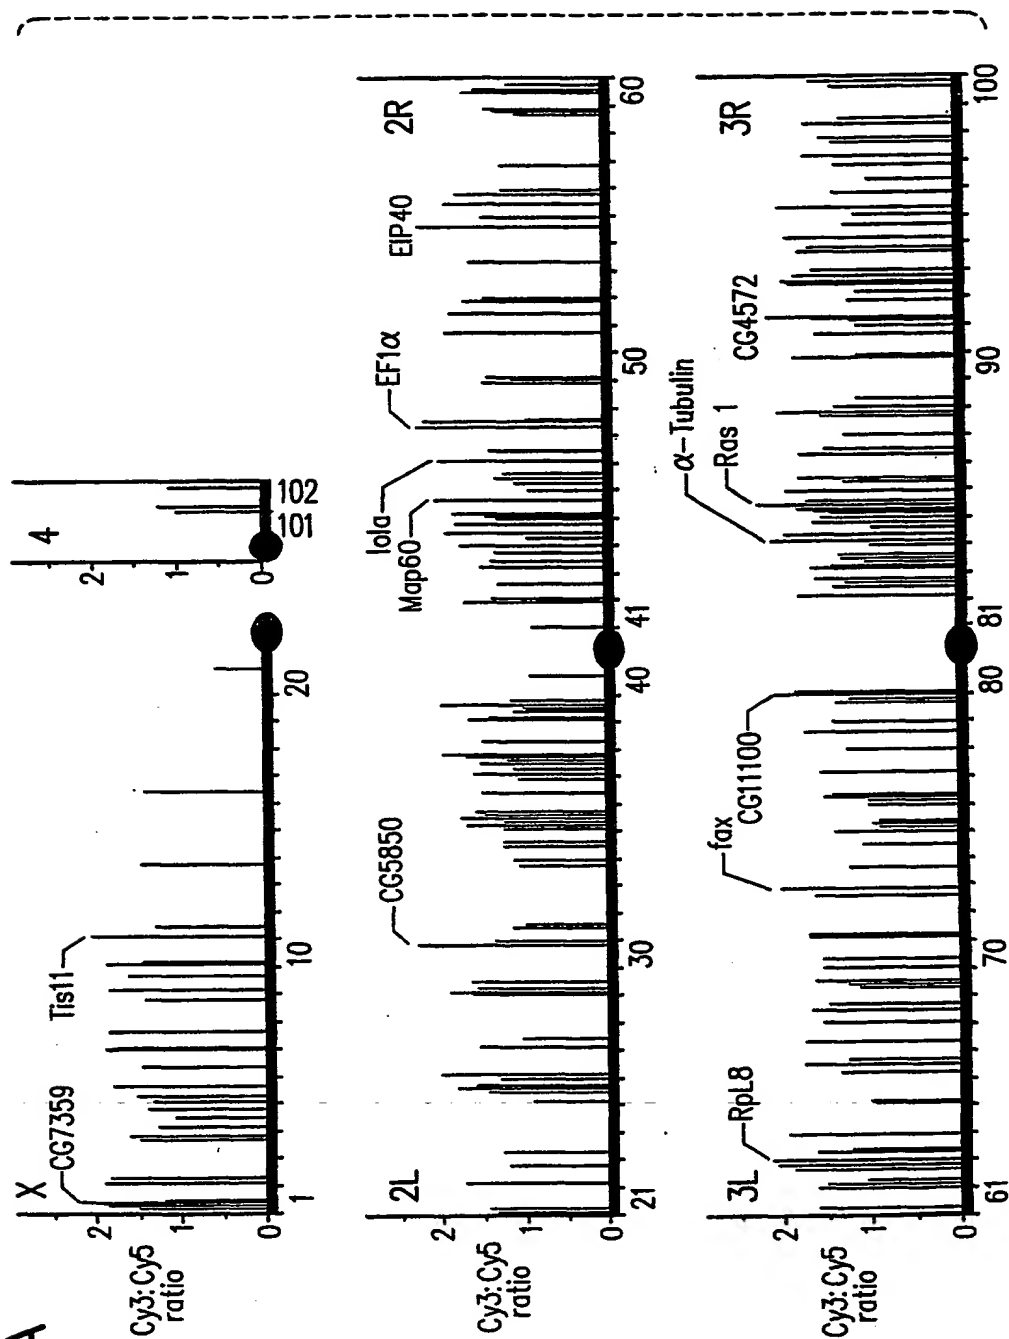 A
X
CG7359
Tis11
Cy3:Cy5
ratio
2
1
0
1
10
20
4
2
1
0
101
102
2L
CG5850
Map60
lola
EF1α
EIP40
2R
Cy3:Cy5
ratio
2
1
0
21
30
40
41
50
60
3L
RpL8
fax
CG11100
α-Tubulin
Ras 1
CG4572
3R
Cy3:Cy5
ratio
2
1
0
61
70
80
81
90
100